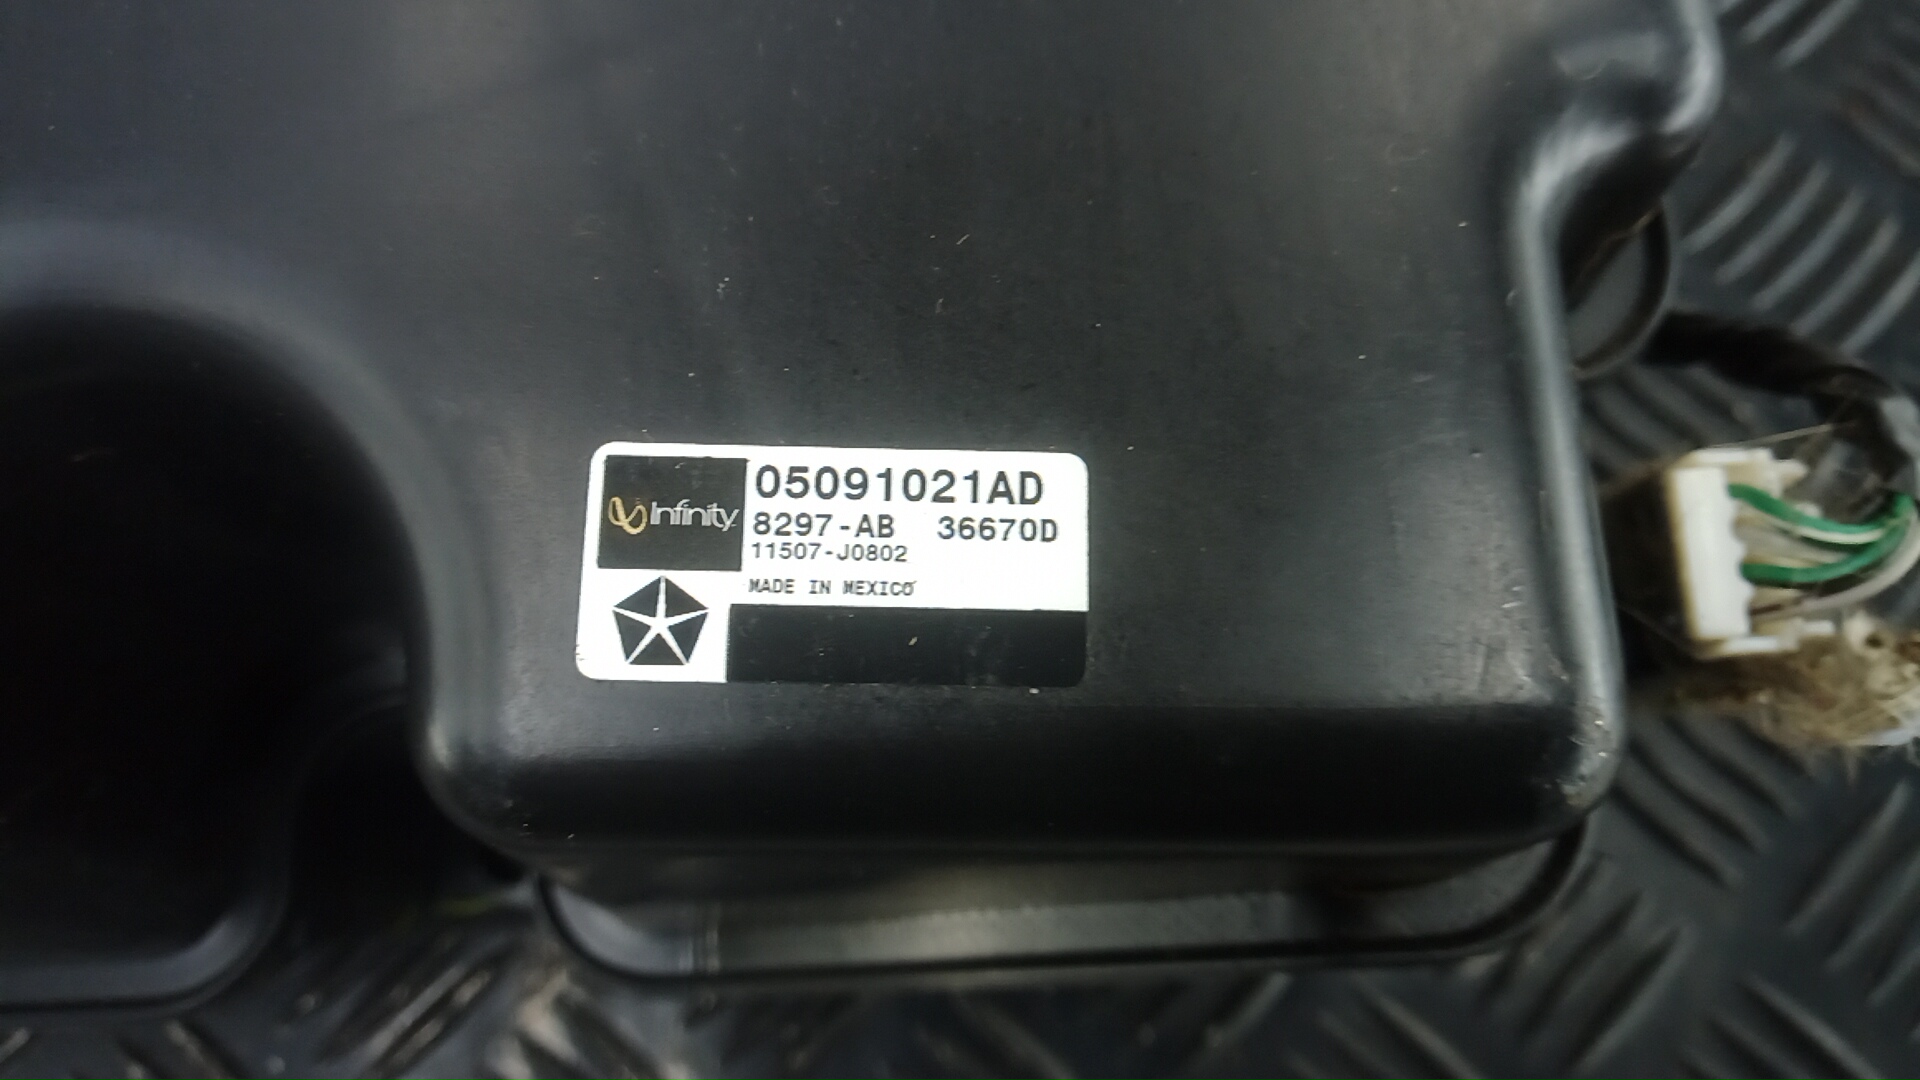 Infinity
05091021AD
8297-AB 36670D
11507-J0802
MADE IN MEXICO